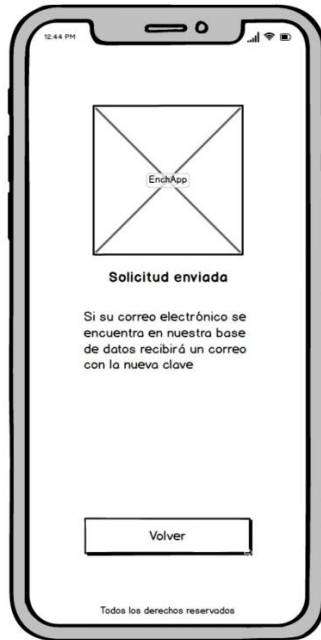 12:44 PM
EnchApp
Solicitud enviada
Si su correo electrónico se
encuentra en nuestra base
de datos recibirá un correo
con la nueva clave
Volver
Todos los derechos reservados